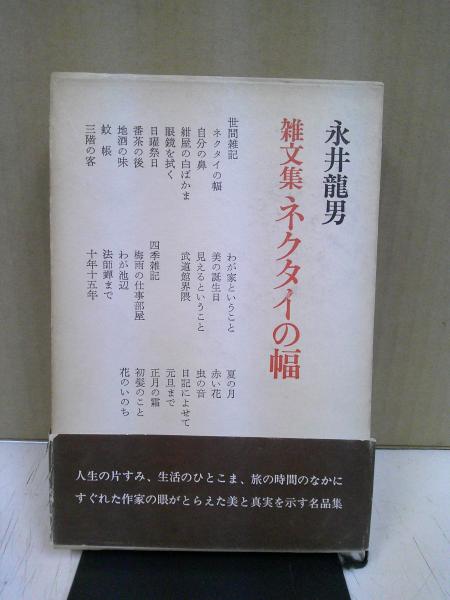 永井龍男
雑文集 ネクタイの幅
世間雑記
ネクタイの幅
自分の鼻
紺屋の白ばかま
眼鏡を拭く
日曜祭日
番茶の後
地酒の味
蚊帳
三階の客
わが家ということ
美の誕生日
見えるということ
武道館界隈
四季雑記
梅雨の仕事部屋
わが池辺
法師蟬まで
十年十五年
夏の月
赤い花
虫の音
日記によせて
元旦まで
正月の霜
初髪のこと
花のいのち
人生の片すみ、生活のひとこま、旅の時間のなかに
すぐれた作家の眼がとらえた美と真実を示す名品集